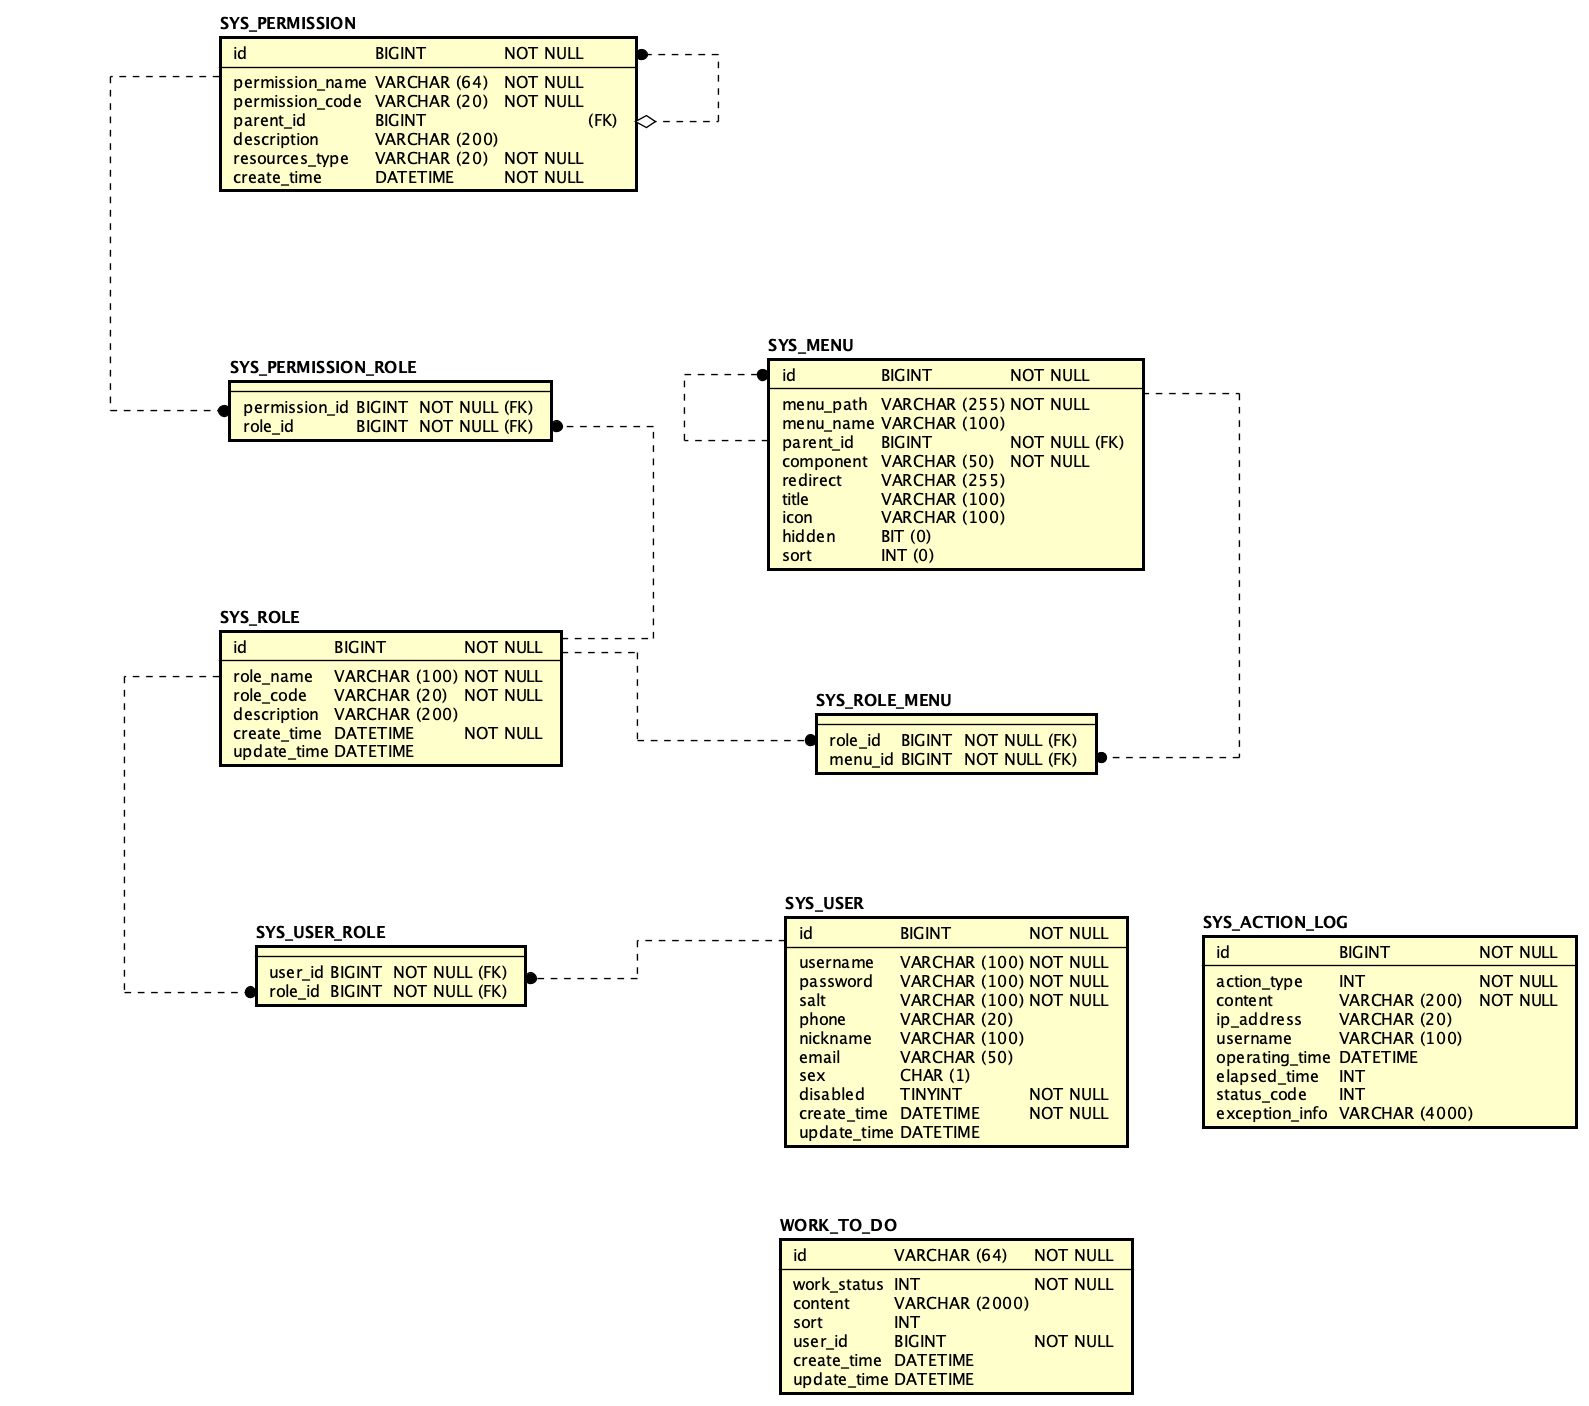 SYS_PERMISSION
id BIGINT NOT NULL
permission_name VARCHAR (64) NOT NULL
permission_code VARCHAR (20) NOT NULL
parent_id BIGINT (FK)
description VARCHAR (200)
resources_type VARCHAR (20) NOT NULL
create_time DATETIME NOT NULL
SYS_PERMISSION_ROLE
permission_id BIGINT NOT NULL (FK)
role_id BIGINT NOT NULL (FK)
SYS_MENU
id BIGINT NOT NULL
menu_path VARCHAR (255) NOT NULL
menu_name VARCHAR (100)
parent_id BIGINT NOT NULL (FK)
component VARCHAR (50) NOT NULL
redirect VARCHAR (255)
title VARCHAR (100)
icon VARCHAR (100)
hidden BIT (0)
sort INT (0)
SYS_ROLE
id BIGINT NOT NULL
role_name VARCHAR (100) NOT NULL
role_code VARCHAR (20) NOT NULL
description VARCHAR (200)
create_time DATETIME NOT NULL
update_time DATETIME
SYS_ROLE_MENU
role_id BIGINT NOT NULL (FK)
menu_id BIGINT NOT NULL (FK)
SYS_USER_ROLE
user_id BIGINT NOT NULL (FK)
role_id BIGINT NOT NULL (FK)
SYS_USER
id BIGINT NOT NULL
username VARCHAR (100) NOT NULL
password VARCHAR (100) NOT NULL
salt VARCHAR (100) NOT NULL
phone VARCHAR (20)
nickname VARCHAR (100)
email VARCHAR (50)
sex CHAR (1)
disabled TINYINT NOT NULL
create_time DATETIME NOT NULL
update_time DATETIME
SYS_ACTION_LOG
id BIGINT NOT NULL
action_type INT NOT NULL
content VARCHAR (200) NOT NULL
ip_address VARCHAR (20)
username VARCHAR (100)
operating_time DATETIME
elapsed_time INT
status_code INT
exception_info VARCHAR (4000)
WORK_TO_DO
id VARCHAR (64) NOT NULL
work_status INT NOT NULL
content VARCHAR (2000)
sort INT
user_id BIGINT NOT NULL
create_time DATETIME
update_time DATETIME